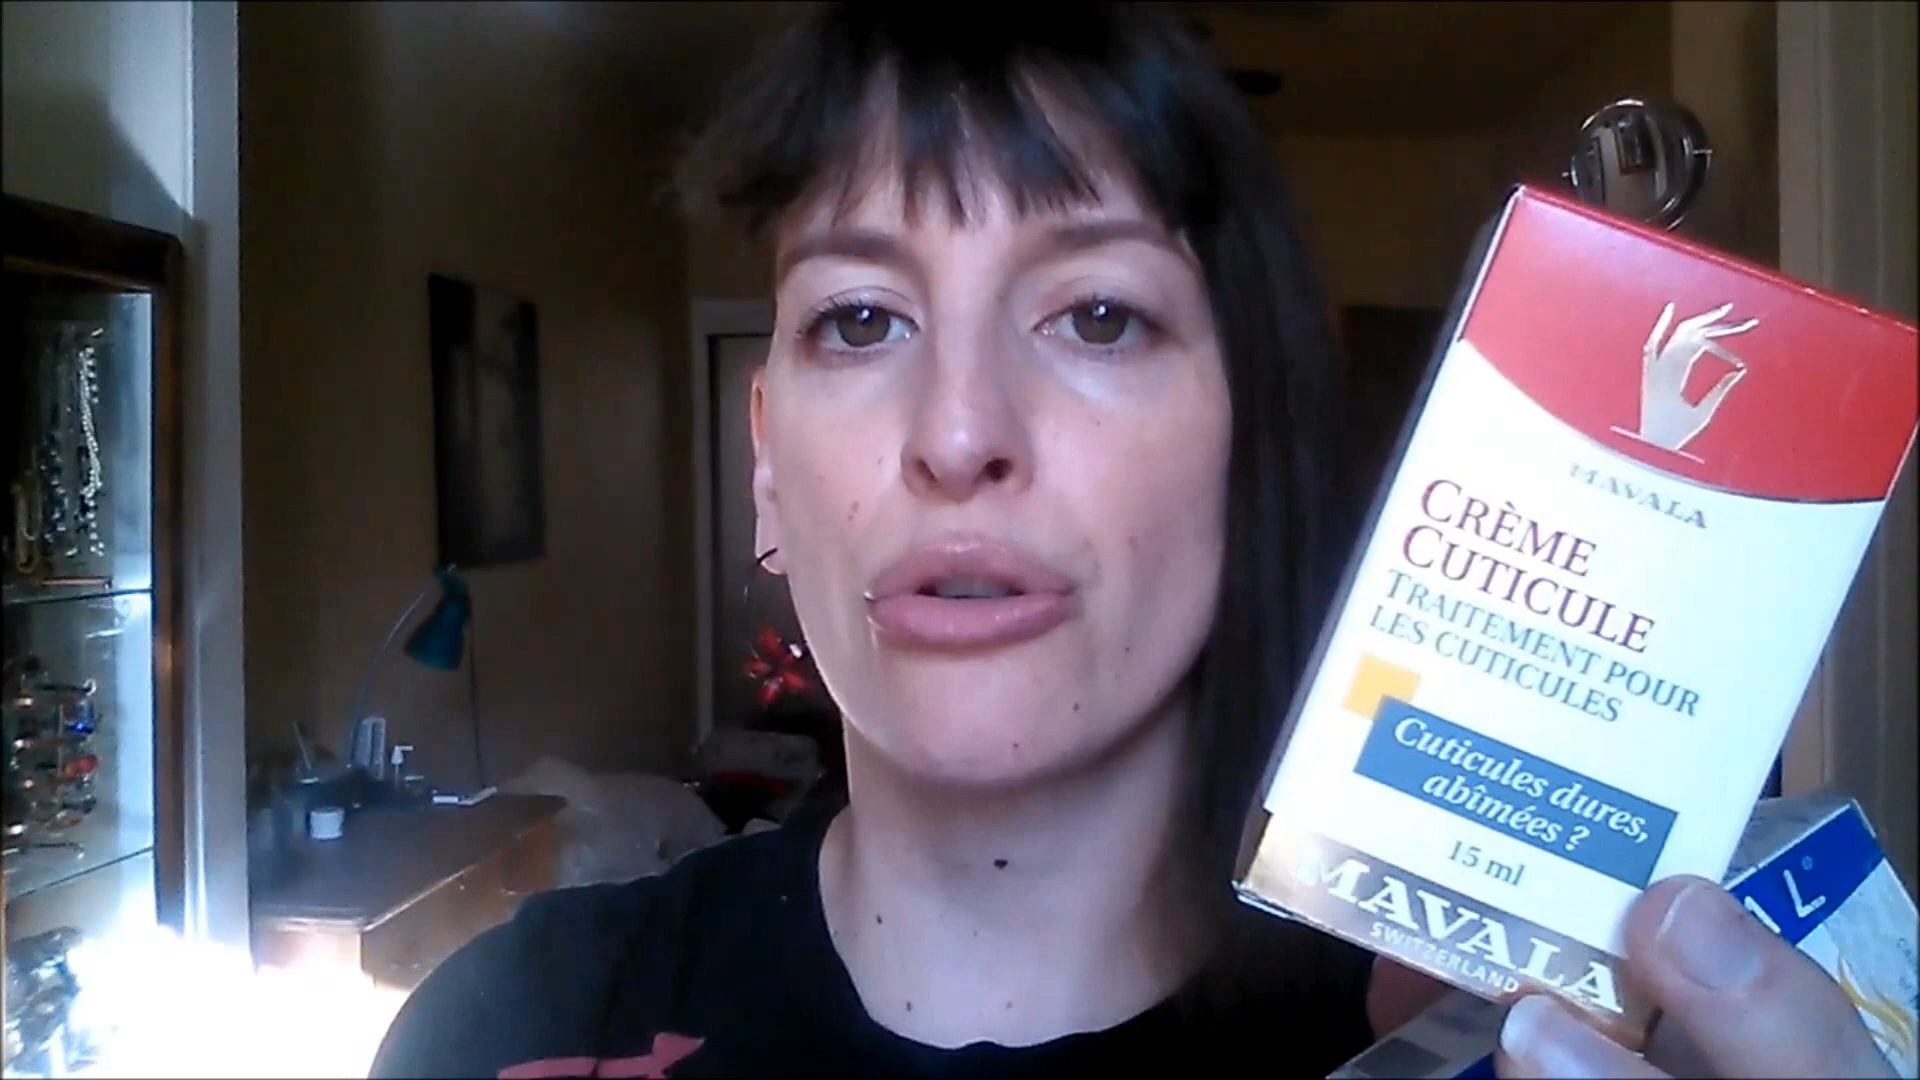 MAVALA
CRÈME
CUTICULE
TRAITEMENT POUR
LES CUTICULES
Cuticules dures,
abîmées ?
15 ml
MAVALA
SWITZERLAND